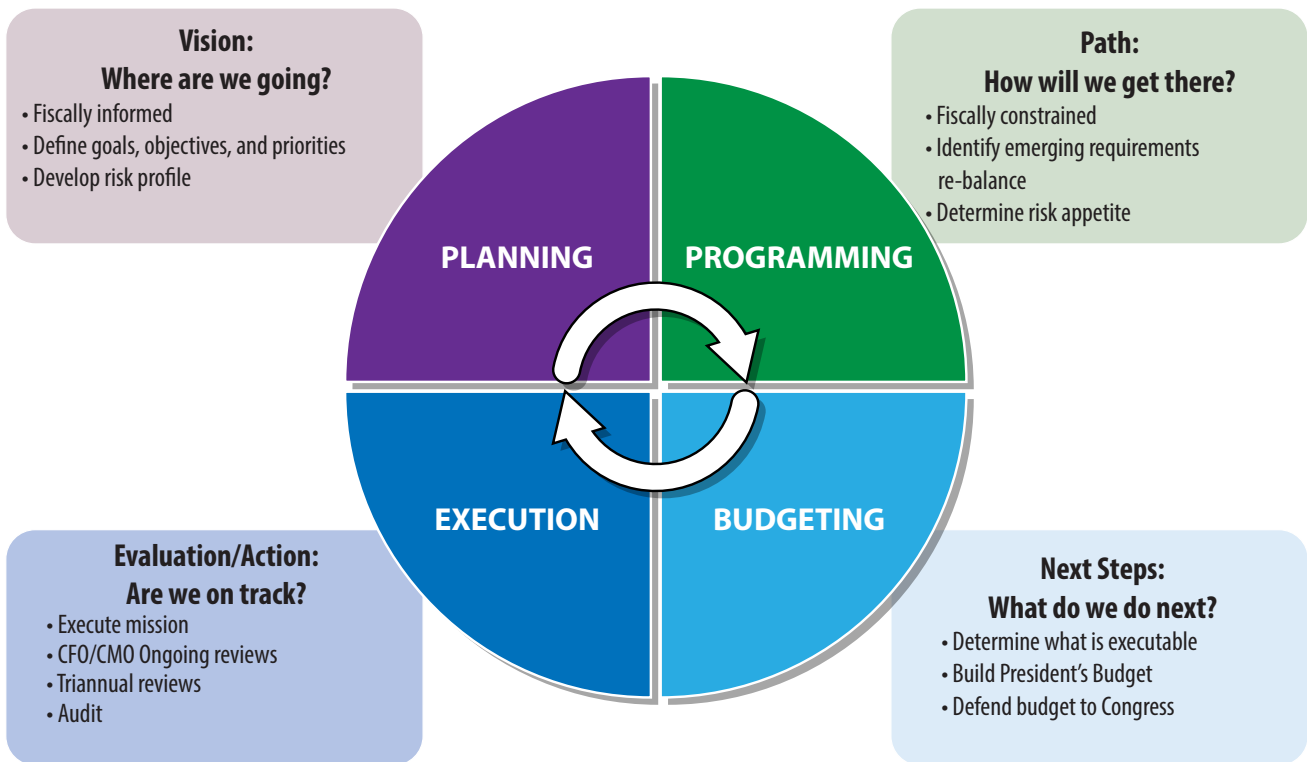 Vision:
Where are we going?
• Fiscally informed
• Define goals, objectives, and priorities
• Develop risk profile
Path:
How will we get there?
• Fiscally constrained
• Identify emerging requirements
re-balance
• Determine risk appetite
PLANNING
PROGRAMMING
EXECUTION
BUDGETING
Evaluation/Action:
Are we on track?
• Execute mission
• CFO/CMO Ongoing reviews
• Triannual reviews
• Audit
Next Steps:
What do we do next?
• Determine what is executable
• Build President’s Budget
• Defend budget to Congress